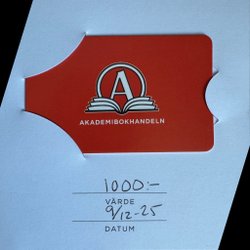 A
AKADEMIBOKHANDELN
1000:-
VÄRDE
9/12-25
DATUM